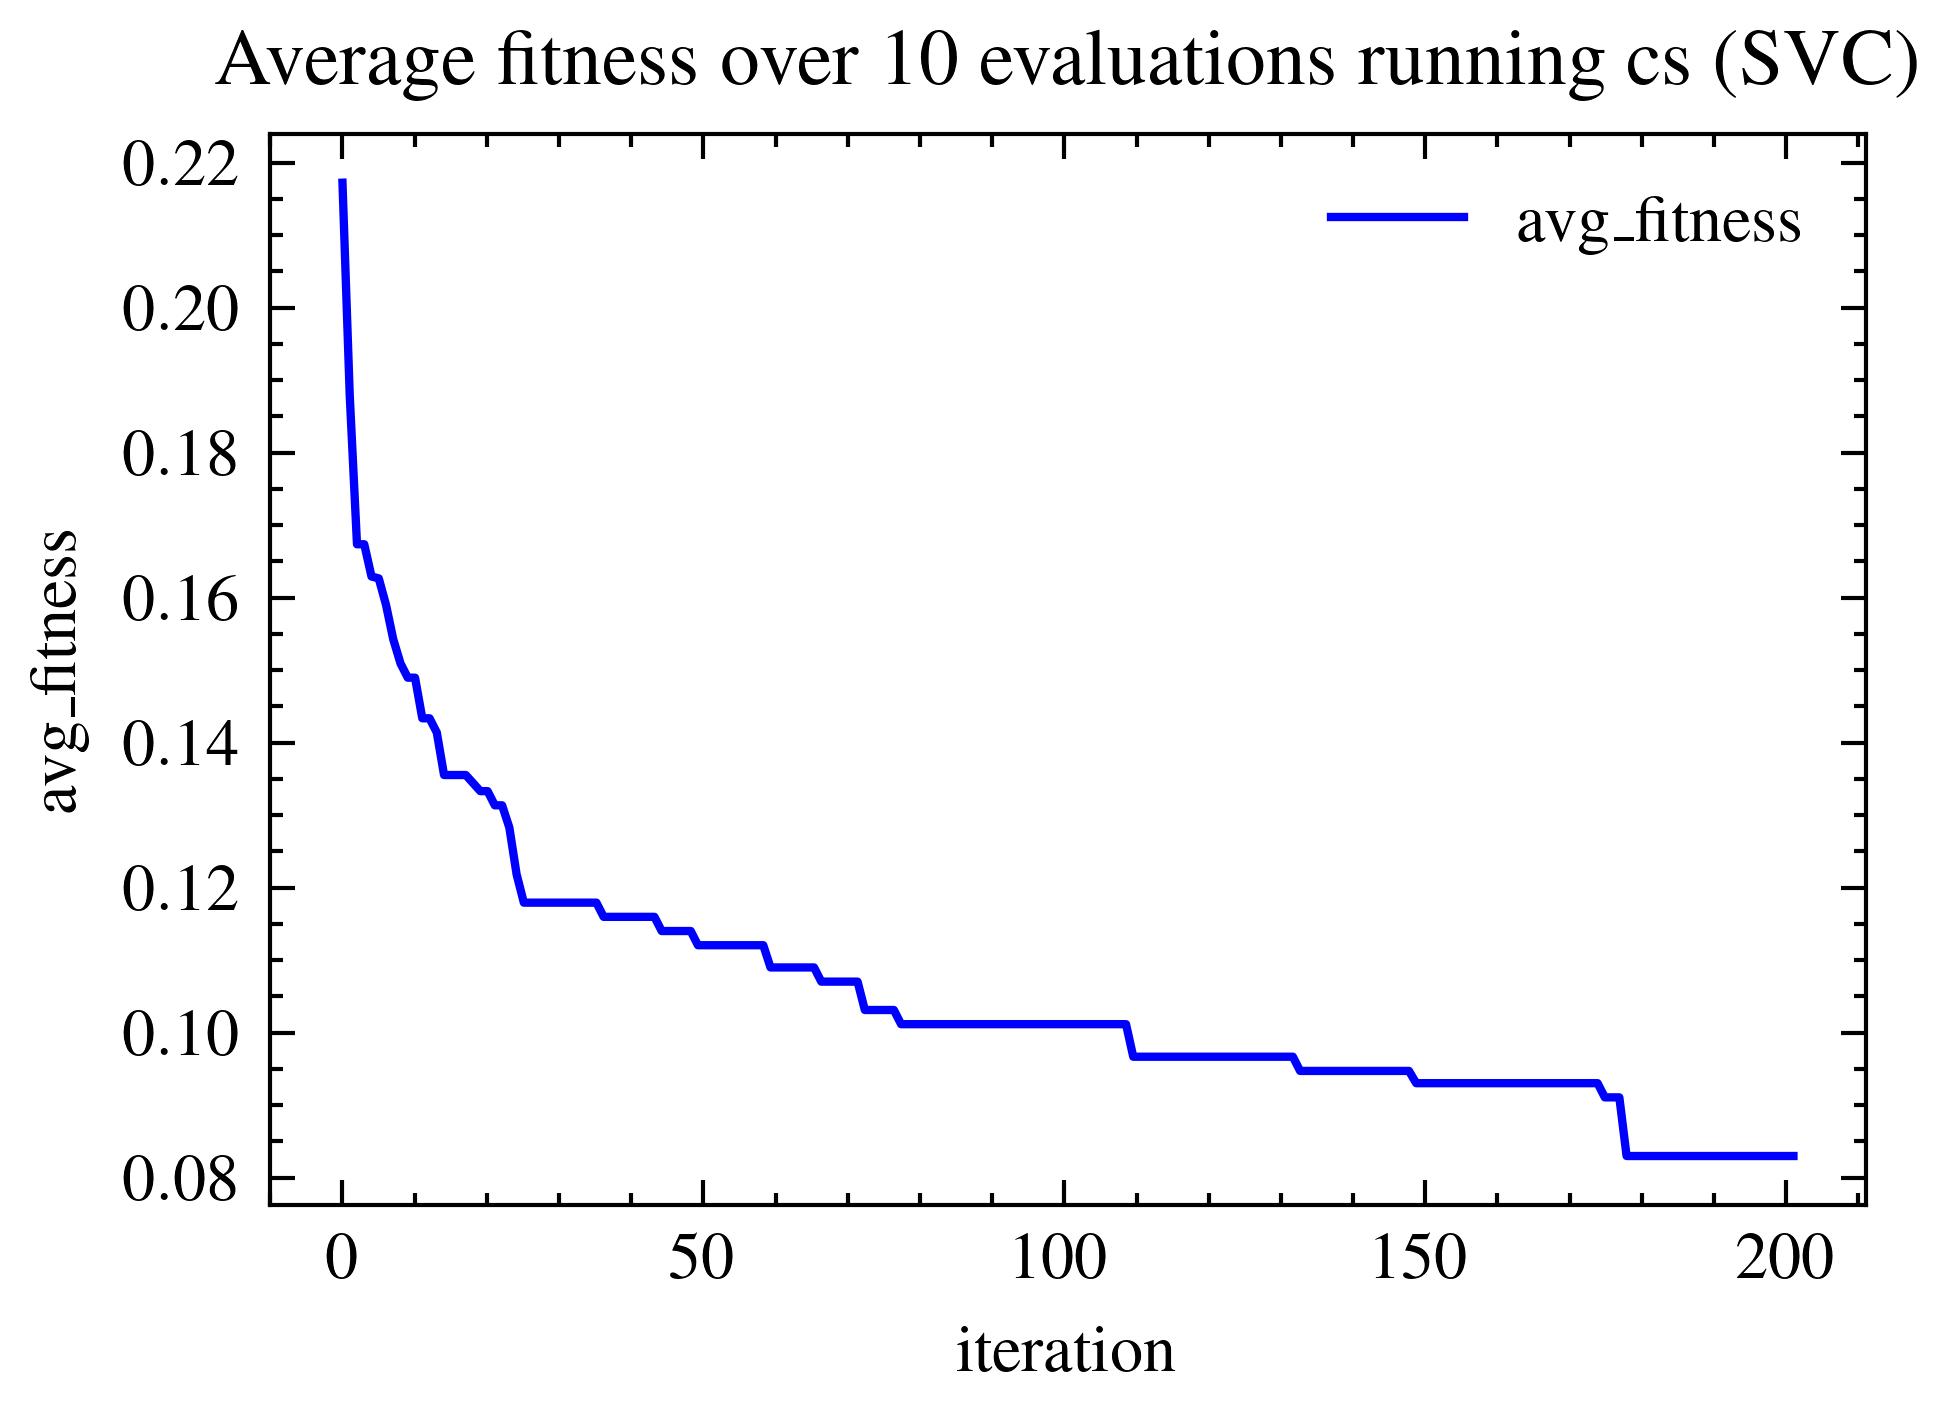 Average fitness over 10 evaluations running cs (SVC)
avg_fitness
0.22
0.20
0.18
0.16
0.14
0.12
0.10
0.08
avg_fitness
0 50 100 150 200
iteration